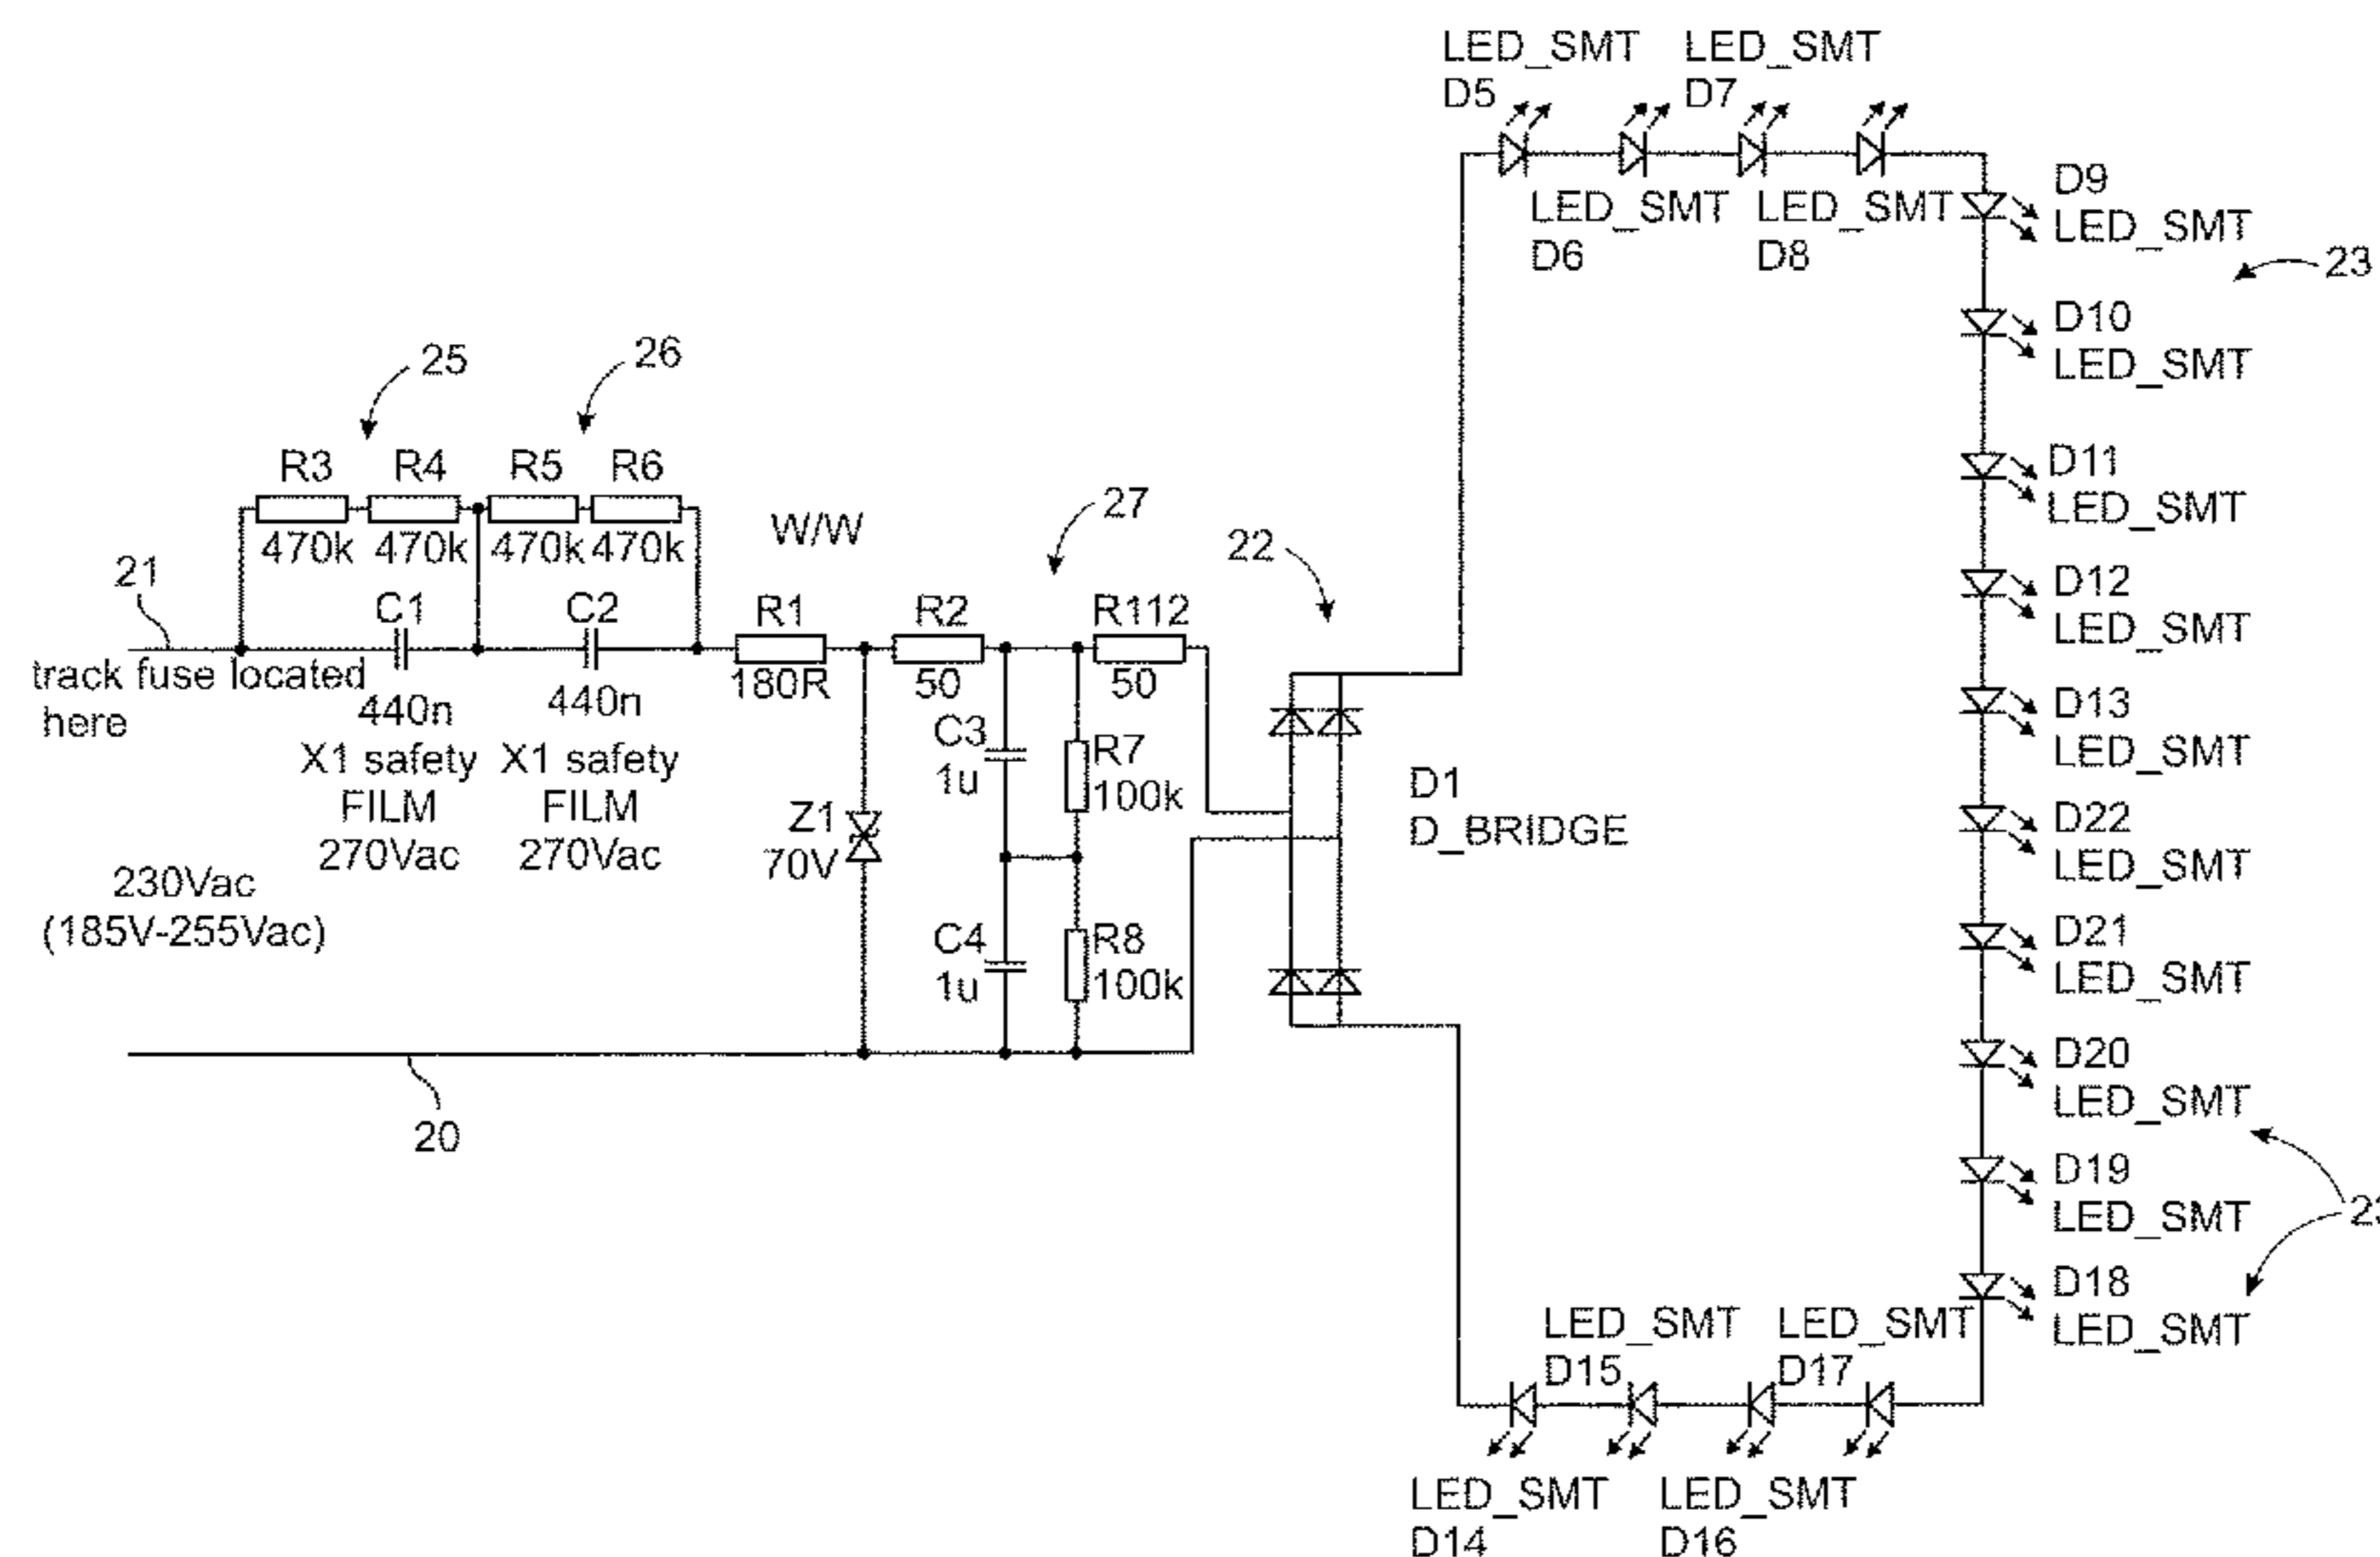 LED_SMT LED_SMT
D5 D7
LED_SMT LED_SMT
D6 D8
D9
LED_SMT
23
D10
LED_SMT
25
26
R3 R4 R5 R6
470k 470k 470k 470k
W/W
27
22
D11
LED_SMT
21
C1 C2
R1 R2 R112
180R 50 50
track fuse located
here
440n
X1 safety
FILM
270Vac
440n
X1 safety
FILM
270Vac
D12
LED_SMT
D13
LED_SMT
C3
1u
R7
100k
Z1
70V
D1
D_BRIDGE
D22
LED_SMT
230Vac
(185V-255Vac)
C4
1u
R8
100k
D21
LED_SMT
20
D20
LED_SMT
D19
LED_SMT
D18
LED_SMT
LED_SMT LED_SMT
D15 D17
LED_SMT LED_SMT
D14 D16